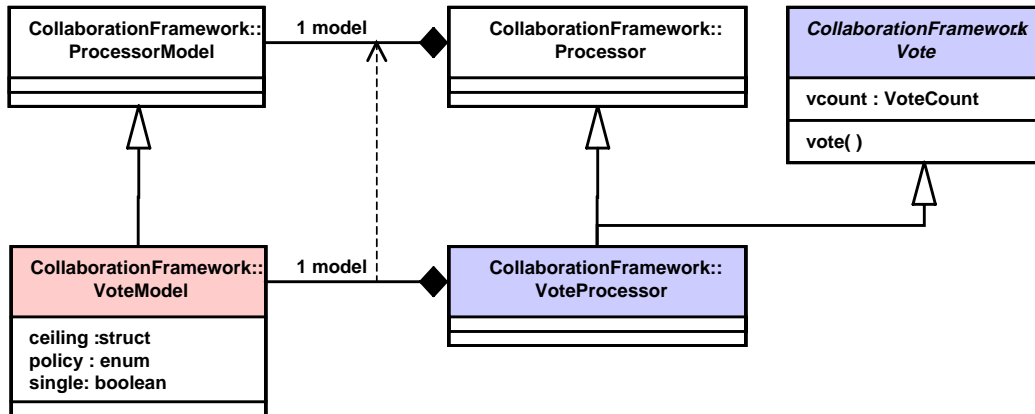 CollaborationFramework::
ProcessorModel
1 model
CollaborationFramework::
Processor
CollaborationFramework::
Vote
vcount : VoteCount
vote( )
CollaborationFramework::
VoteModel
1 model
CollaborationFramework::
VoteProcessor
ceiling :struct
policy : enum
single: boolean